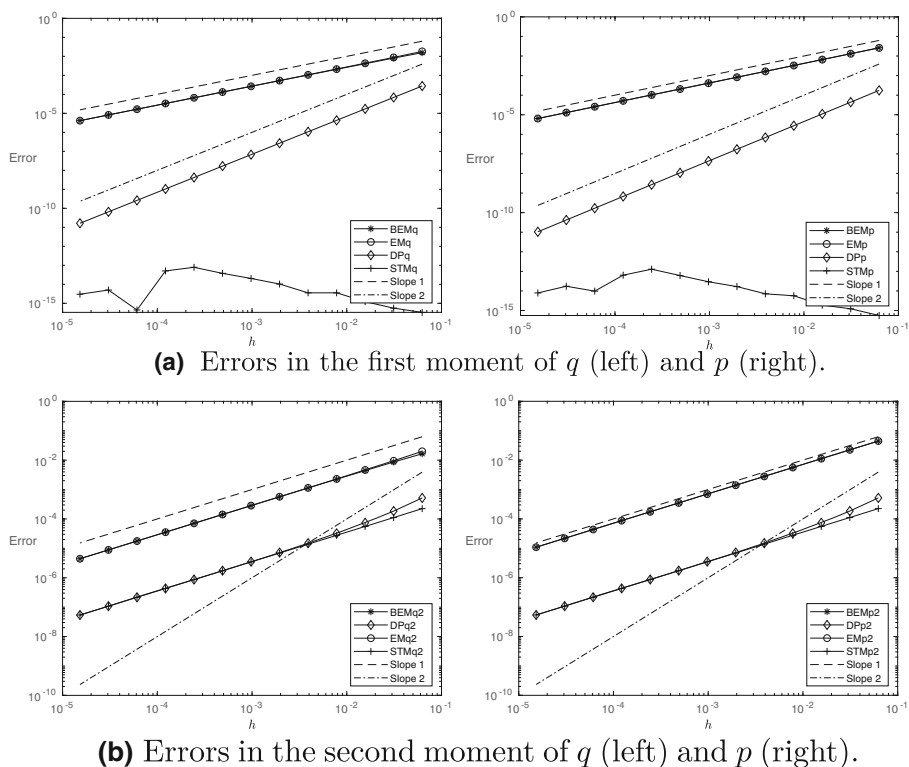 10^0
10^-5
Error
10^-10
10^-15
10^-5 10^-4 10^-3 10^-2 10^-1
h
BEMq
EMq
DPq
STMq
Slope 1
Slope 2
10^0
10^-5
Error
10^-10
10^-15
10^-5 10^-4 10^-3 10^-2 10^-1
h
BEMp
EMp
DPp
STMp
Slope 1
Slope 2
(a) Errors in the first moment of q (left) and p (right).
10^0
10^-2
10^-4
Error
10^-6
10^-8
10^-10
10^-5 10^-4 10^-3 10^-2 10^-1
h
BEMq2
DPq2
EMq2
STMq2
Slope 1
Slope 2
10^0
10^-2
10^-4
Error
10^-6
10^-8
10^-10
10^-5 10^-4 10^-3 10^-2 10^-1
h
BEMp2
DPp2
EMp2
STMp2
Slope 1
Slope 2
(b) Errors in the second moment of q (left) and p (right).